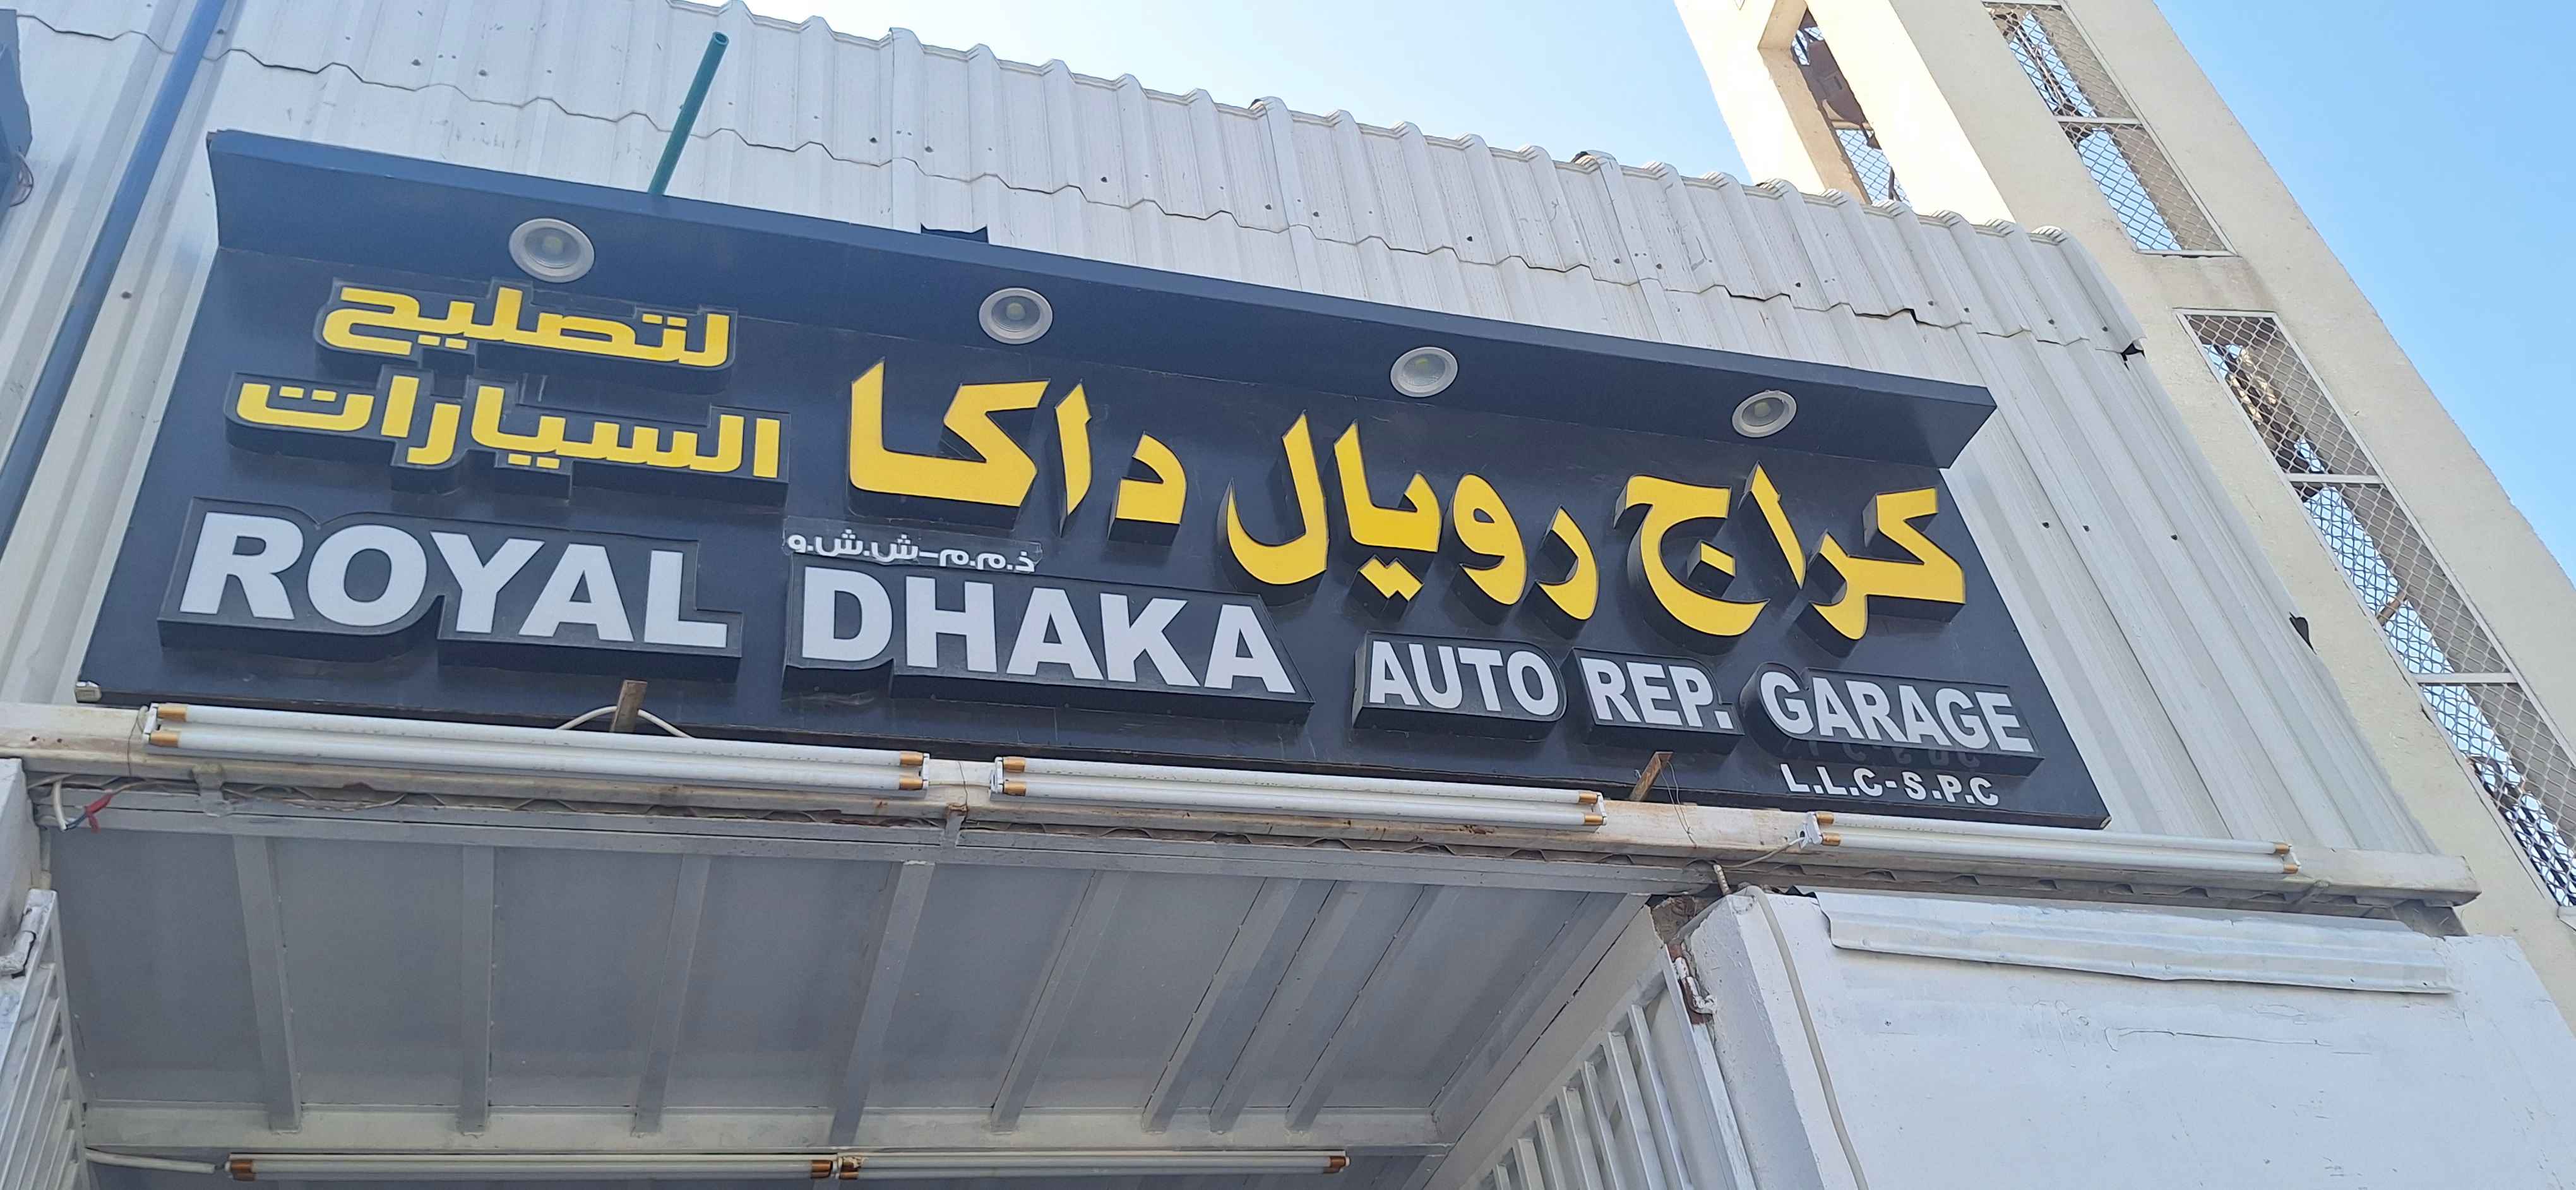 كراج رويال داكا لتصليح
السيارات
ذ.م.م-ش.ش.و
ROYAL DHAKA AUTO REP. GARAGE
L.L.C-S.P.C